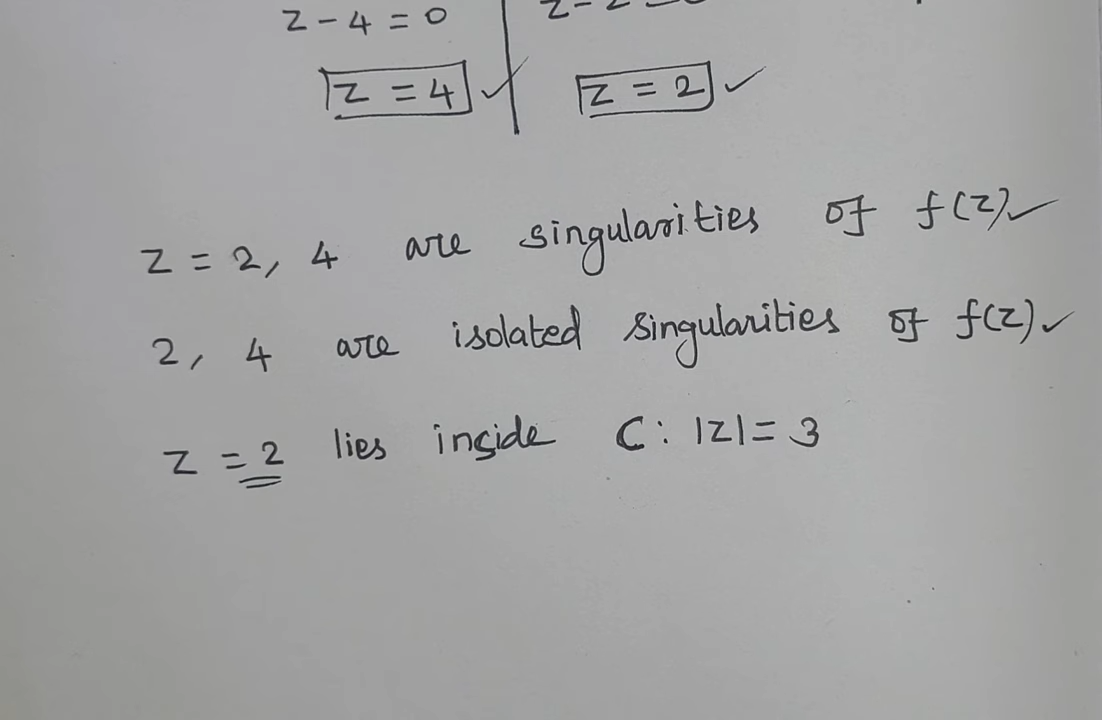 z - 4 = 0
z = 4 ✓ z = 2 ✓
z = 2, 4 are singularities of f(z) ✓
2, 4 are isolated singularities of f(z) ✓
z = 2 lies inside C: |z| = 3